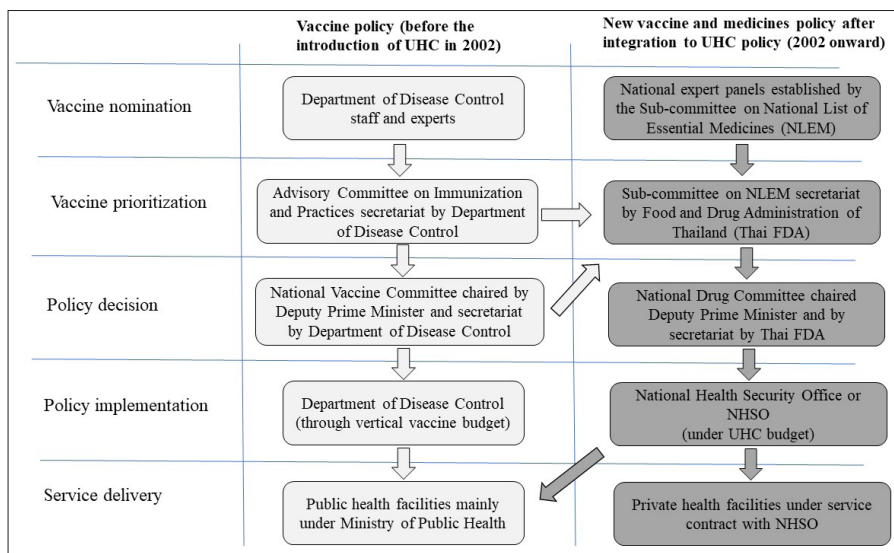 Vaccine policy (before the
introduction of UHC in 2002)
New vaccine and medicines policy after
integration to UHC policy (2002 onward)
Vaccine nomination
Department of Disease Control
staff and experts
National expert panels established by
the Sub-committee on National List of
Essential Medicines (NLEM)
Vaccine prioritization
Advisory Committee on Immunization
and Practices secretariat by Department
of Disease Control
Sub-committee on NLEM secretariat
by Food and Drug Administration of
Thailand (Thai FDA)
Policy decision
National Vaccine Committee chaired by
Deputy Prime Minister and secretariat
by Department of Disease Control
National Drug Committee chaired
Deputy Prime Minister and by
secretariat by Thai FDA
Policy implementation
Department of Disease Control
(through vertical vaccine budget)
National Health Security Office or
NHSO
(under UHC budget)
Service delivery
Public health facilities mainly
under Ministry of Public Health
Private health facilities under service
contract with NHSO